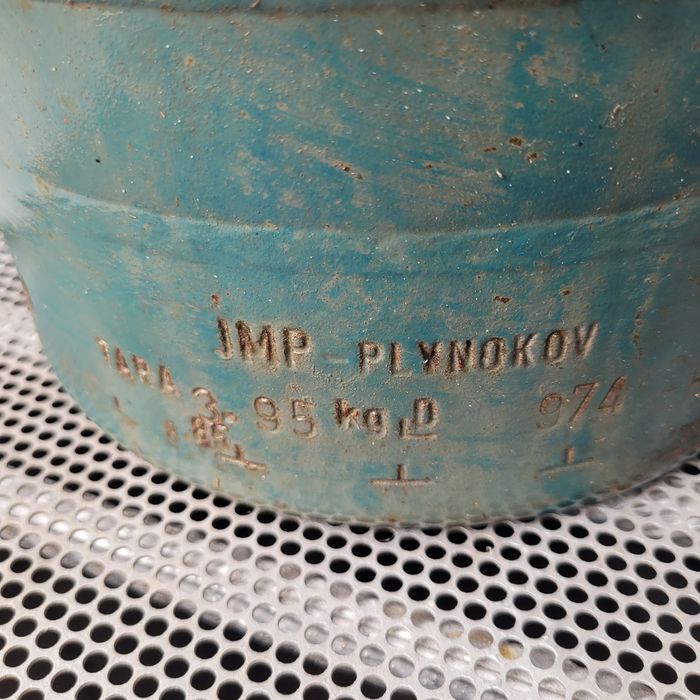 JMP-PLYNOKOV
TARA 3.95 kg D 974